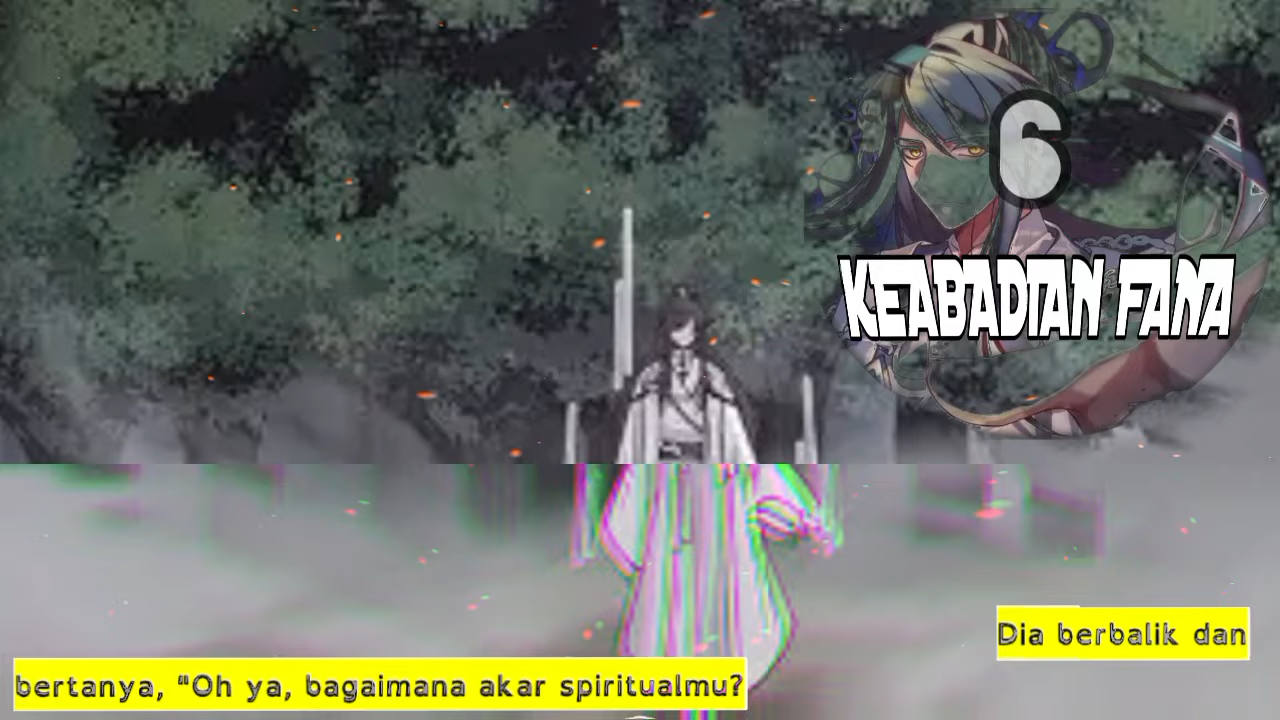 6
KEABADIAN FANA
Dia berbalik dan
bertanya, "Oh ya, bagaimana akar spiritualmu?